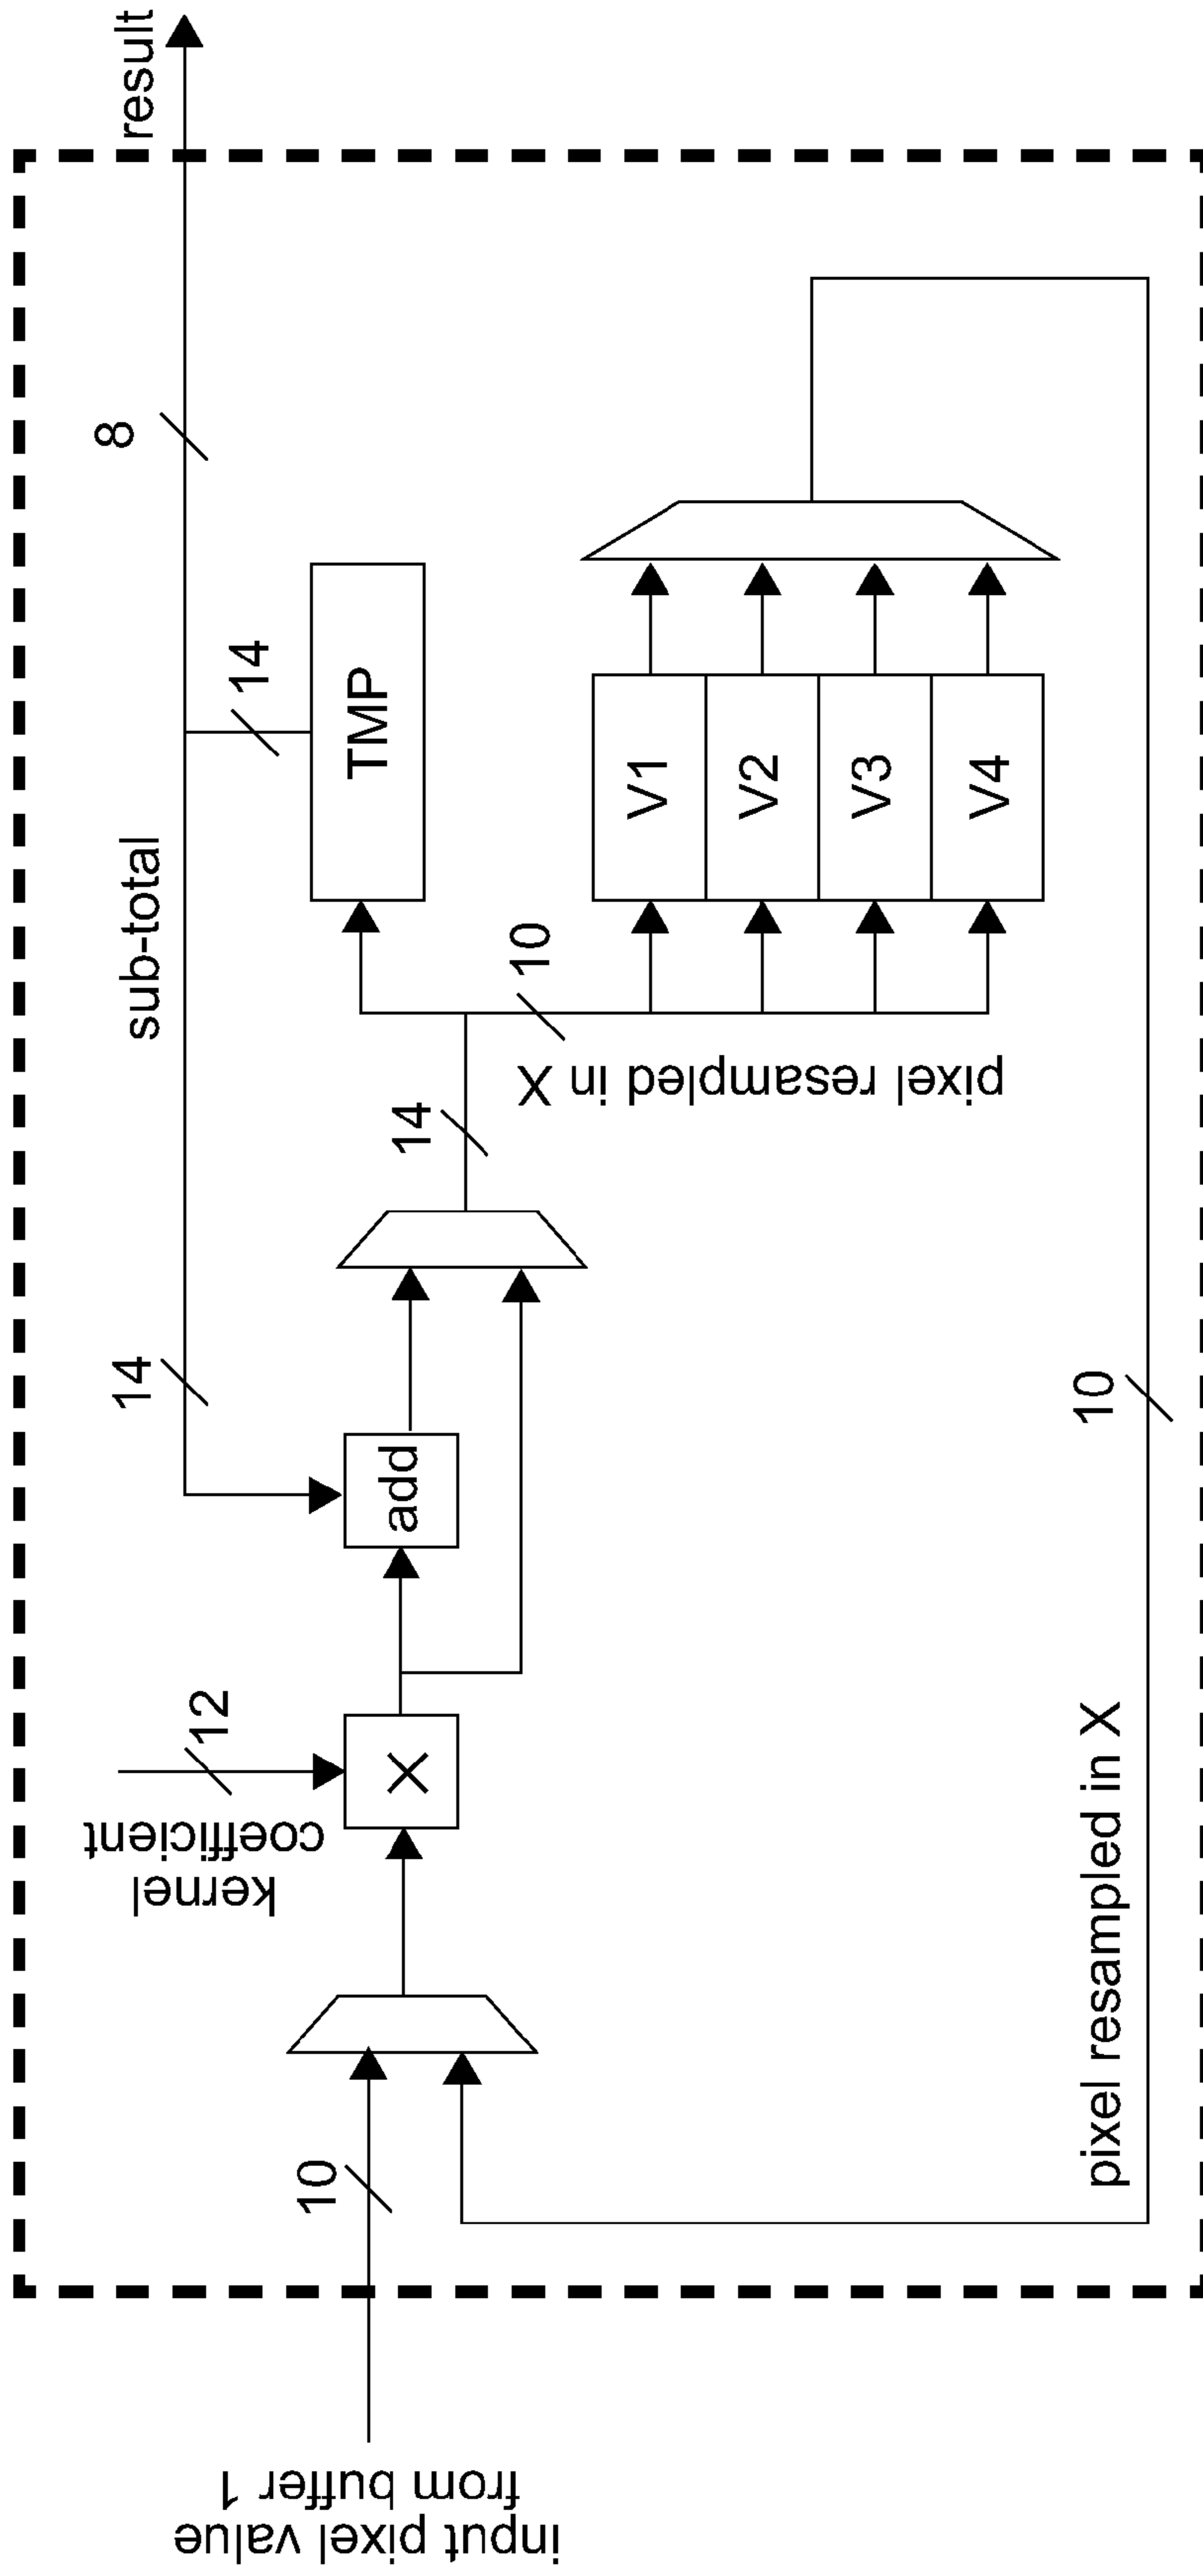 result
8
14
sub-total
14
TMP
V1
V2
V3
V4
10
pixel resampled in X
14
add
12
kernel
coefficient
X
10
10
pixel resampled in X
input pixel value
from buffer 1